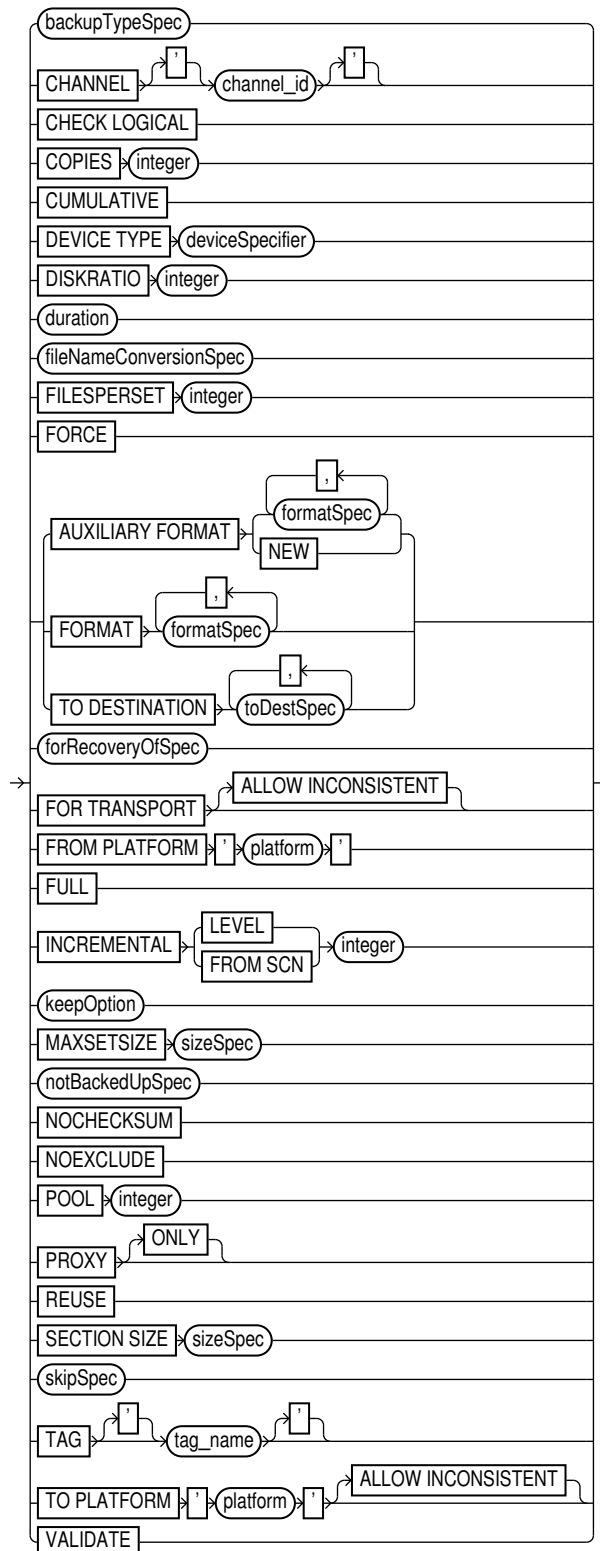 backupTypeSpec
' '
CHANNEL channel_id
CHECK LOGICAL
COPIES integer
CUMULATIVE
DEVICE TYPE deviceSpecifier
DISKRATIO integer
duration
fileNameConversionSpec
FILESPERSET integer
FORCE
,
formatSpec
AUXILIARY FORMAT
NEW
,
FORMAT formatSpec
,
TO DESTINATION toDestSpec
forRecoveryOfSpec
ALLOW INCONSISTENT
FOR TRANSPORT
FROM PLATFORM ' platform '
FULL
LEVEL
INCREMENTAL integer
FROM SCN
keepOption
MAXSETSIZE sizeSpec
notBackedUpSpec
NOCHECKSUM
NOEXCLUDE
POOL integer
ONLY
PROXY
REUSE
SECTION SIZE sizeSpec
skipSpec
' '
TAG tag_name
ALLOW INCONSISTENT
TO PLATFORM ' platform '
VALIDATE